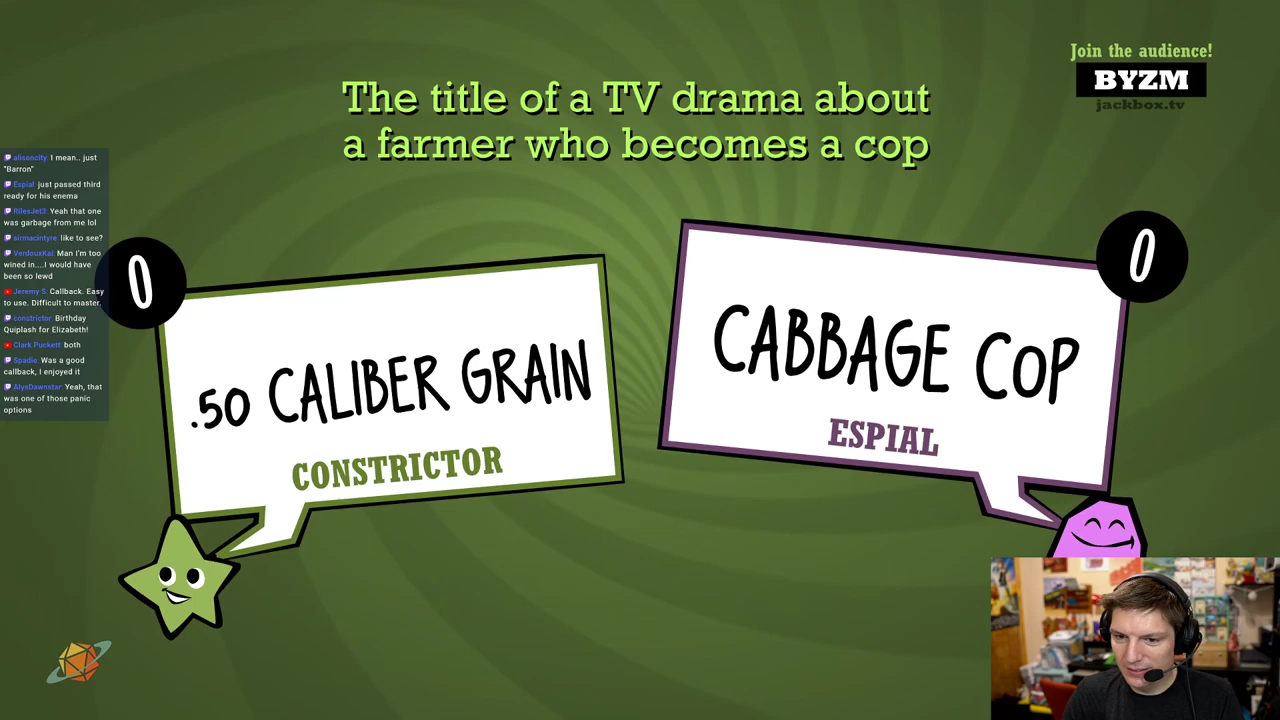 Join the audience!
BYZM
jackbox.tv
The title of a TV drama about
a farmer who becomes a cop
alisoncity: I mean.. just
"Barron"
Espial: just passed third
ready for his enema
RilesJet3: Yeah that one
was garbage from me lol
sirmacintyre: like to see?
VerdouxKai: Man I'm too
wined in....I would have
been so lewd
Jeremy S: Callback. Easy
to use. Difficult to master.
constrictor: Birthday
Quiplash for Elizabeth!
Clark Puckett: both
Spadie: Was a good
callback, I enjoyed it
AlysDawnstar: Yeah, that
was one of those panic
options
0
.50 CALIBER GRAIN
CONSTRICTOR
0
CABBAGE COP
ESPIAL